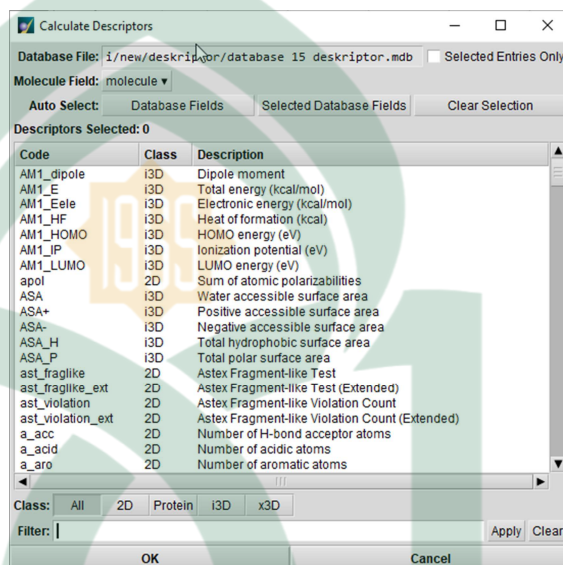 Calculate Descriptors
Database File: i/new/deskriptor/database 15 deskriptor.mdb Selected Entries Only
Molecule Field: molecule
Auto Select: Database Fields Selected Database Fields Clear Selection
Descriptors Selected: 0
Code Class Description
AM1_dipole i3D Dipole moment
AM1_E i3D Total energy (kcal/mol)
AM1_Eele i3D Electronic energy (kcal/mol)
AM1_HF i3D Heat of formation (kcal)
AM1_HOMO i3D HOMO energy (eV)
AM1_IP i3D Ionization potential (eV)
AM1_LUMO i3D LUMO energy (eV)
apol 2D Sum of atomic polarizabilities
ASA i3D Water accessible surface area
ASA+ i3D Positive accessible surface area
ASA- i3D Negative accessible surface area
ASA_H i3D Total hydrophobic surface area
ASA_P i3D Total polar surface area
ast_fraglike 2D Astex Fragment-like Test
ast_fraglike_ext 2D Astex Fragment-like Test (Extended)
ast_violation 2D Astex Fragment-like Violation Count
ast_violation_ext 2D Astex Fragment-like Violation Count (Extended)
a_acc 2D Number of H-bond acceptor atoms
a_acid 2D Number of acidic atoms
a_aro 2D Number of aromatic atoms
Class: All 2D Protein i3D x3D
Filter: Apply Clear
OK Cancel